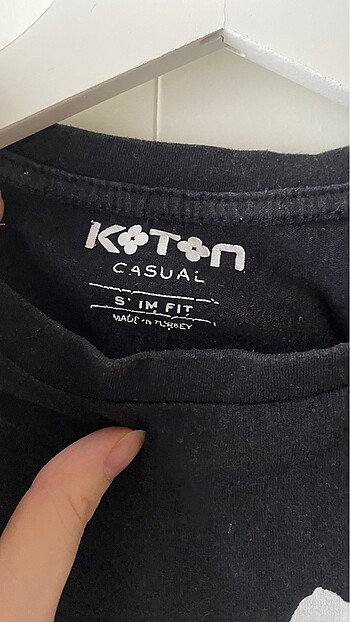 KOTON
CASUAL
SLIM FIT
MADE IN TURKEY